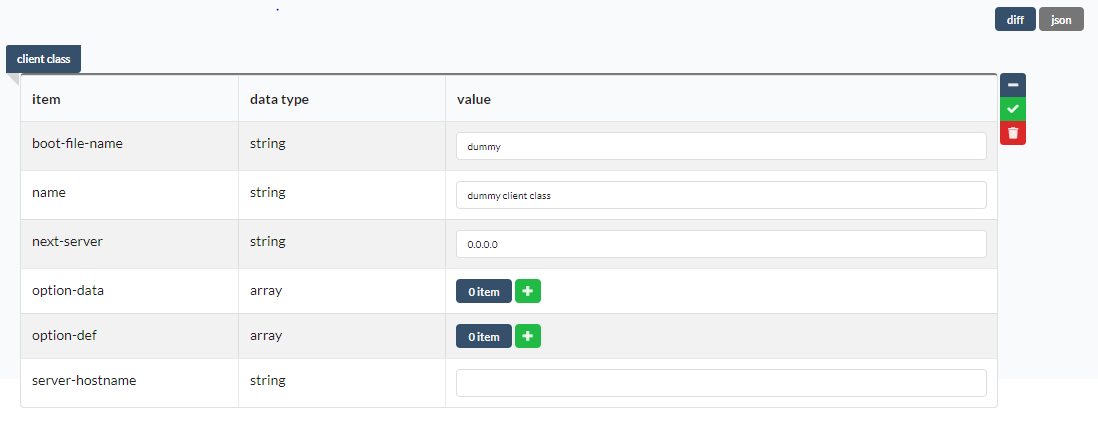 diff json
client class
item data type value
boot-file-name string dummy
name string dummy client class
next-server string 0.0.0.0
option-data array 0 item
option-def array 0 item
server-hostname string